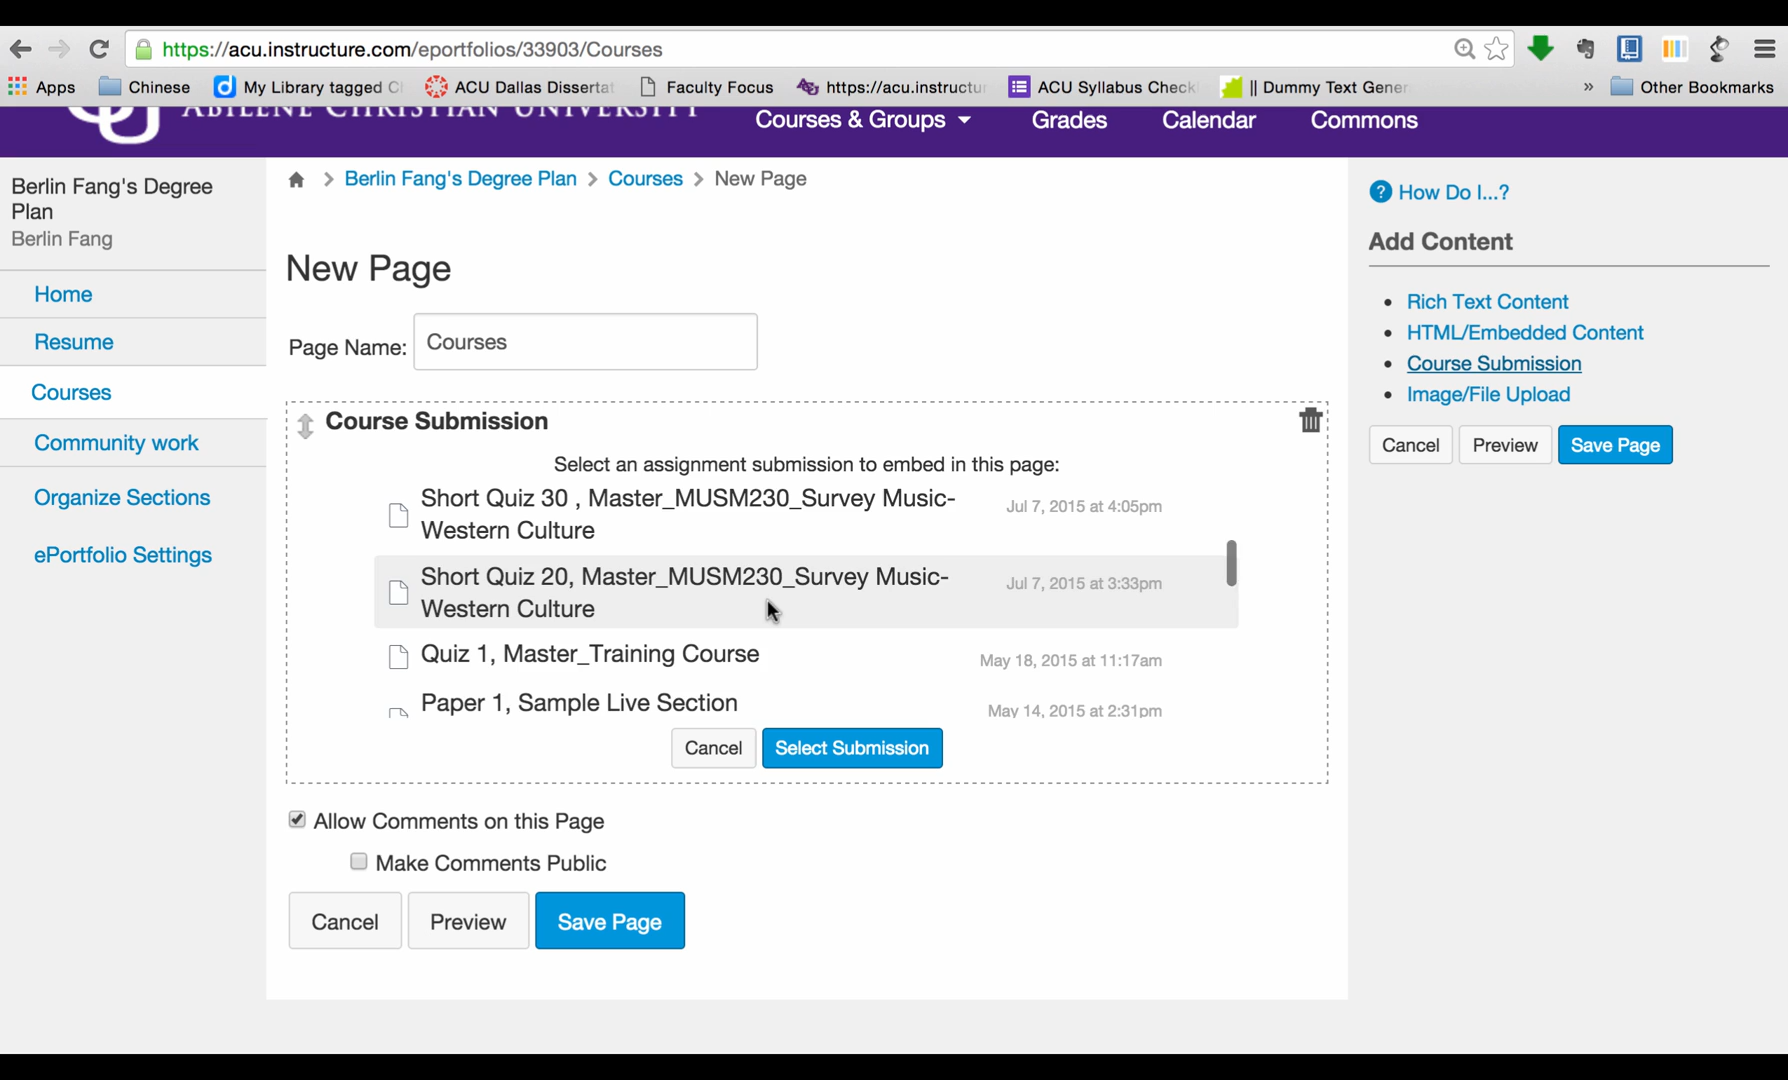 https://acu.instructure.com/eportfolios/33903/Courses
Apps Chinese My Library tagged C ACU Dallas Dissertat Faculty Focus https://acu.instructur ACU Syllabus Check || Dummy Text Gener » Other Bookmarks
ABILENE CHRISTIAN UNIVERSITY
Courses & Groups Grades Calendar Commons
Berlin Fang's Degree
Plan
Berlin Fang
Home
Resume
Courses
Community work
Organize Sections
ePortfolio Settings
> Berlin Fang's Degree Plan > Courses > New Page
New Page
Page Name: Courses
Course Submission
Select an assignment submission to embed in this page:
Short Quiz 30 , Master_MUSM230_Survey Music- Jul 7, 2015 at 4:05pm
Western Culture
Short Quiz 20, Master_MUSM230_Survey Music- Jul 7, 2015 at 3:33pm
Western Culture
Quiz 1, Master_Training Course May 18, 2015 at 11:17am
Paper 1, Sample Live Section May 14, 2015 at 2:31pm
Cancel Select Submission
Allow Comments on this Page
Make Comments Public
Cancel Preview Save Page
? How Do I...?
Add Content
• Rich Text Content
• HTML/Embedded Content
• Course Submission
• Image/File Upload
Cancel Preview Save Page